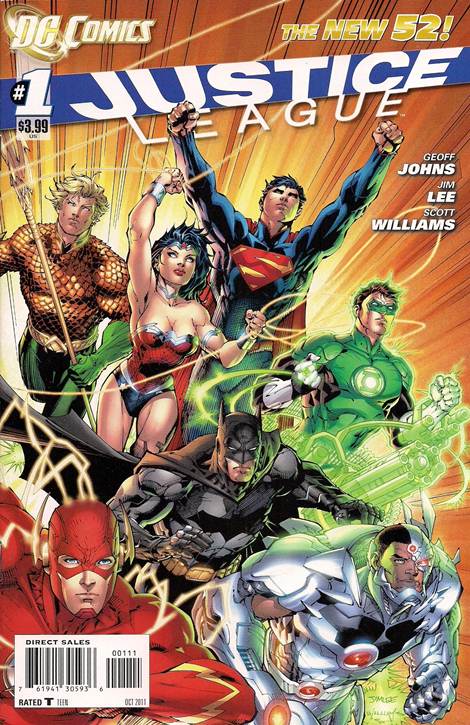 DC COMICS
THE NEW 52!
#1
$3.99
US
JUSTICE
LEAGUE™
GEOFF
JOHNS
JIM
LEE
SCOTT
WILLIAMS
DIRECT SALES
00111
7 61941 30593 6
RATED T TEEN OCT 2011